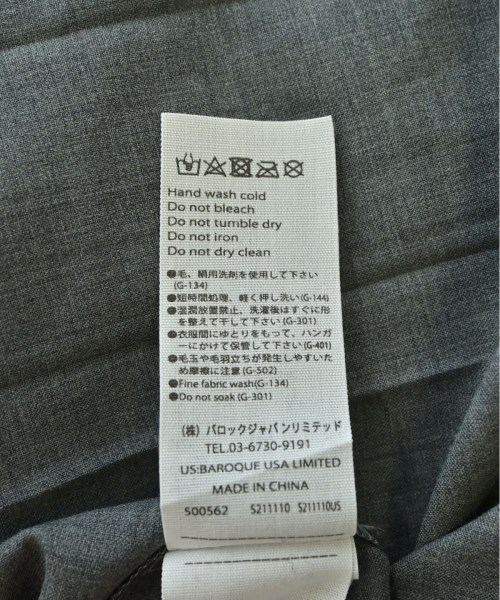 Hand wash cold
Do not bleach
Do not tumble dry
Do not iron
Do not dry clean
●毛、絹用洗剤を使用して下さい
(G-134)
●短時間処理、軽く押し洗い(G-144)
●湿潤放置禁止、洗濯後はすぐに形
を整えて干して下さい(G-301)
●衣服間にゆとりをもって、ハンガ
ーにかけて保管して下さい(G-401)
●毛玉や毛羽立ちが発生しやすいた
め摩擦に注意(G-502)
●Fine fabric wash(G-134)
●Do not soak(G-301)
(株) バロックジャパンリミテッド
TEL.03-6730-9191
US:BAROQUE USA LIMITED
MADE IN CHINA
500562 S211110 S211110US